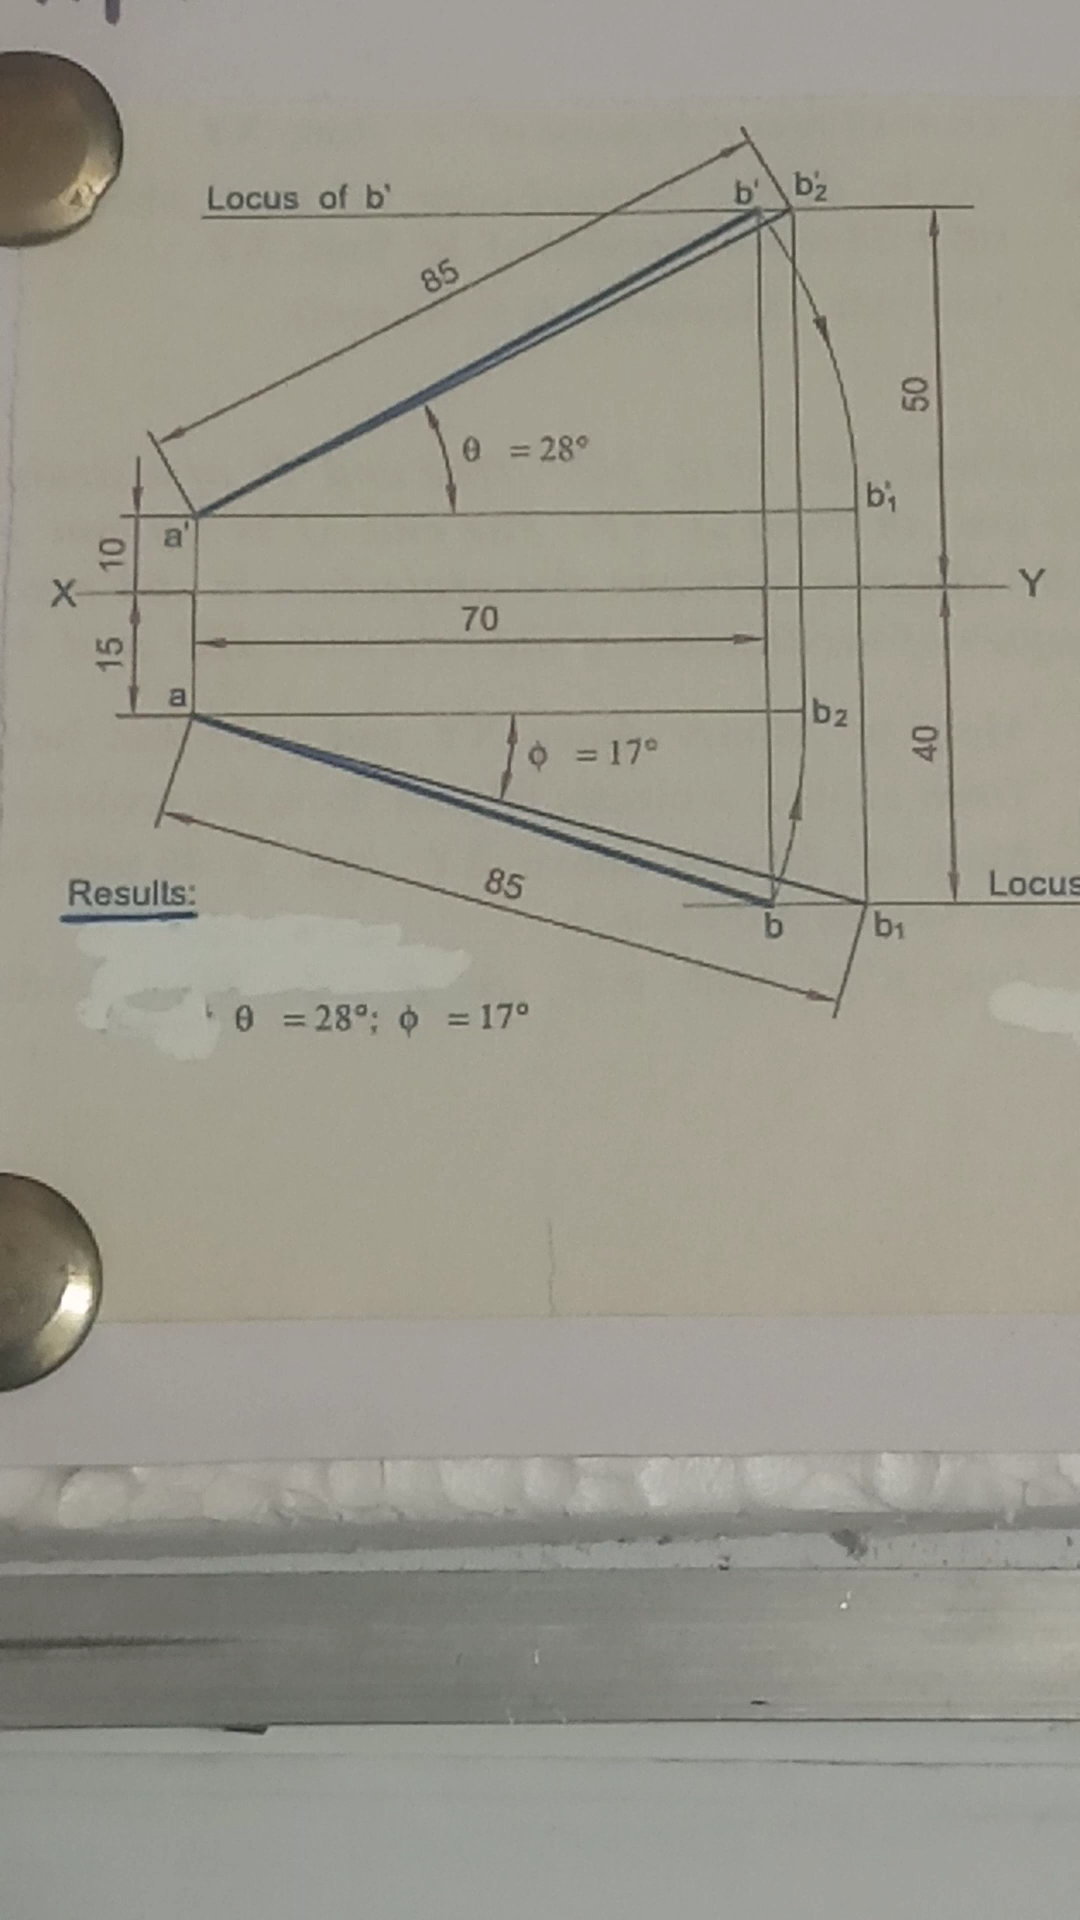 Locus of b'
b'
b'2
85
50
θ = 28°
b'1
a'
10
X
Y
70
15
a
b2
φ = 17°
40
85
Locus
Results:
b
b1
θ = 28°; φ = 17°